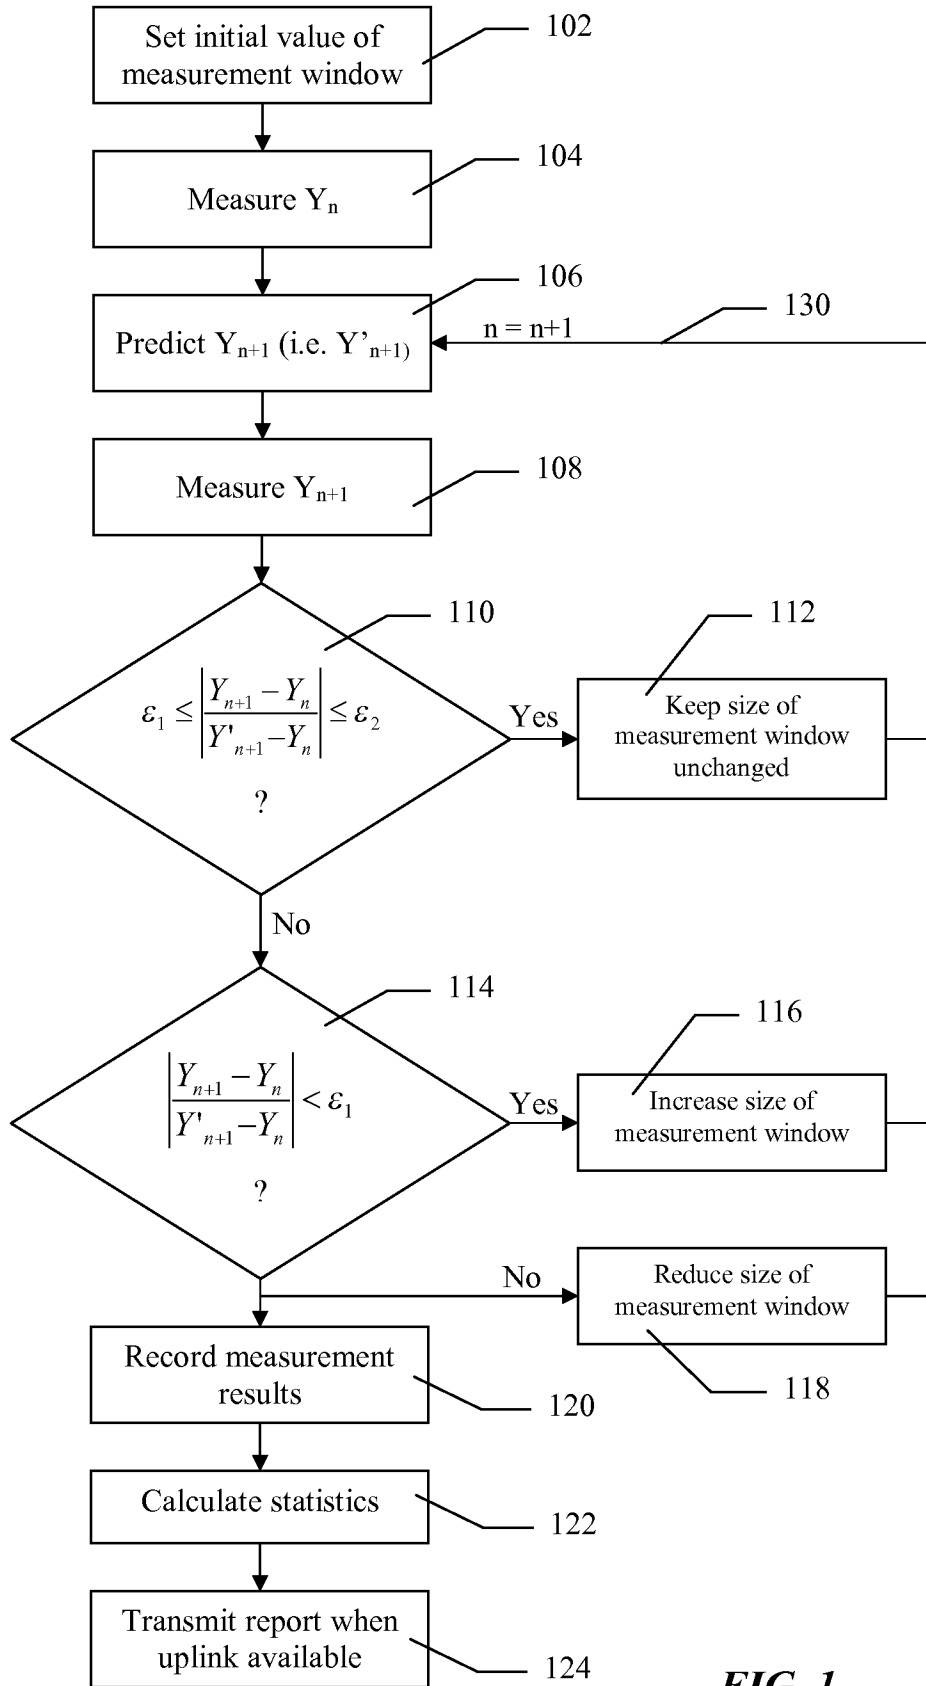 Set initial value of
measurement window
102
Measure Yₙ
104
106
Predict Yₙ₊₁ (i.e. Y’ₙ₊₁)
n = n+1
130
Measure Yₙ₊₁
108
110
ε₁ ≤ |(Yₙ₊₁ − Yₙ)/(Y'ₙ₊₁ − Yₙ)| ≤ ε₂
?
Yes
112
Keep size of
measurement window
unchanged
No
114
|(Yₙ₊₁ − Yₙ)/(Y'ₙ₊₁ − Yₙ)| < ε₁
?
Yes
116
Increase size of
measurement window
No
Reduce size of
measurement window
118
Record measurement
results
120
Calculate statistics
122
Transmit report when
uplink available
124
FIG. 1